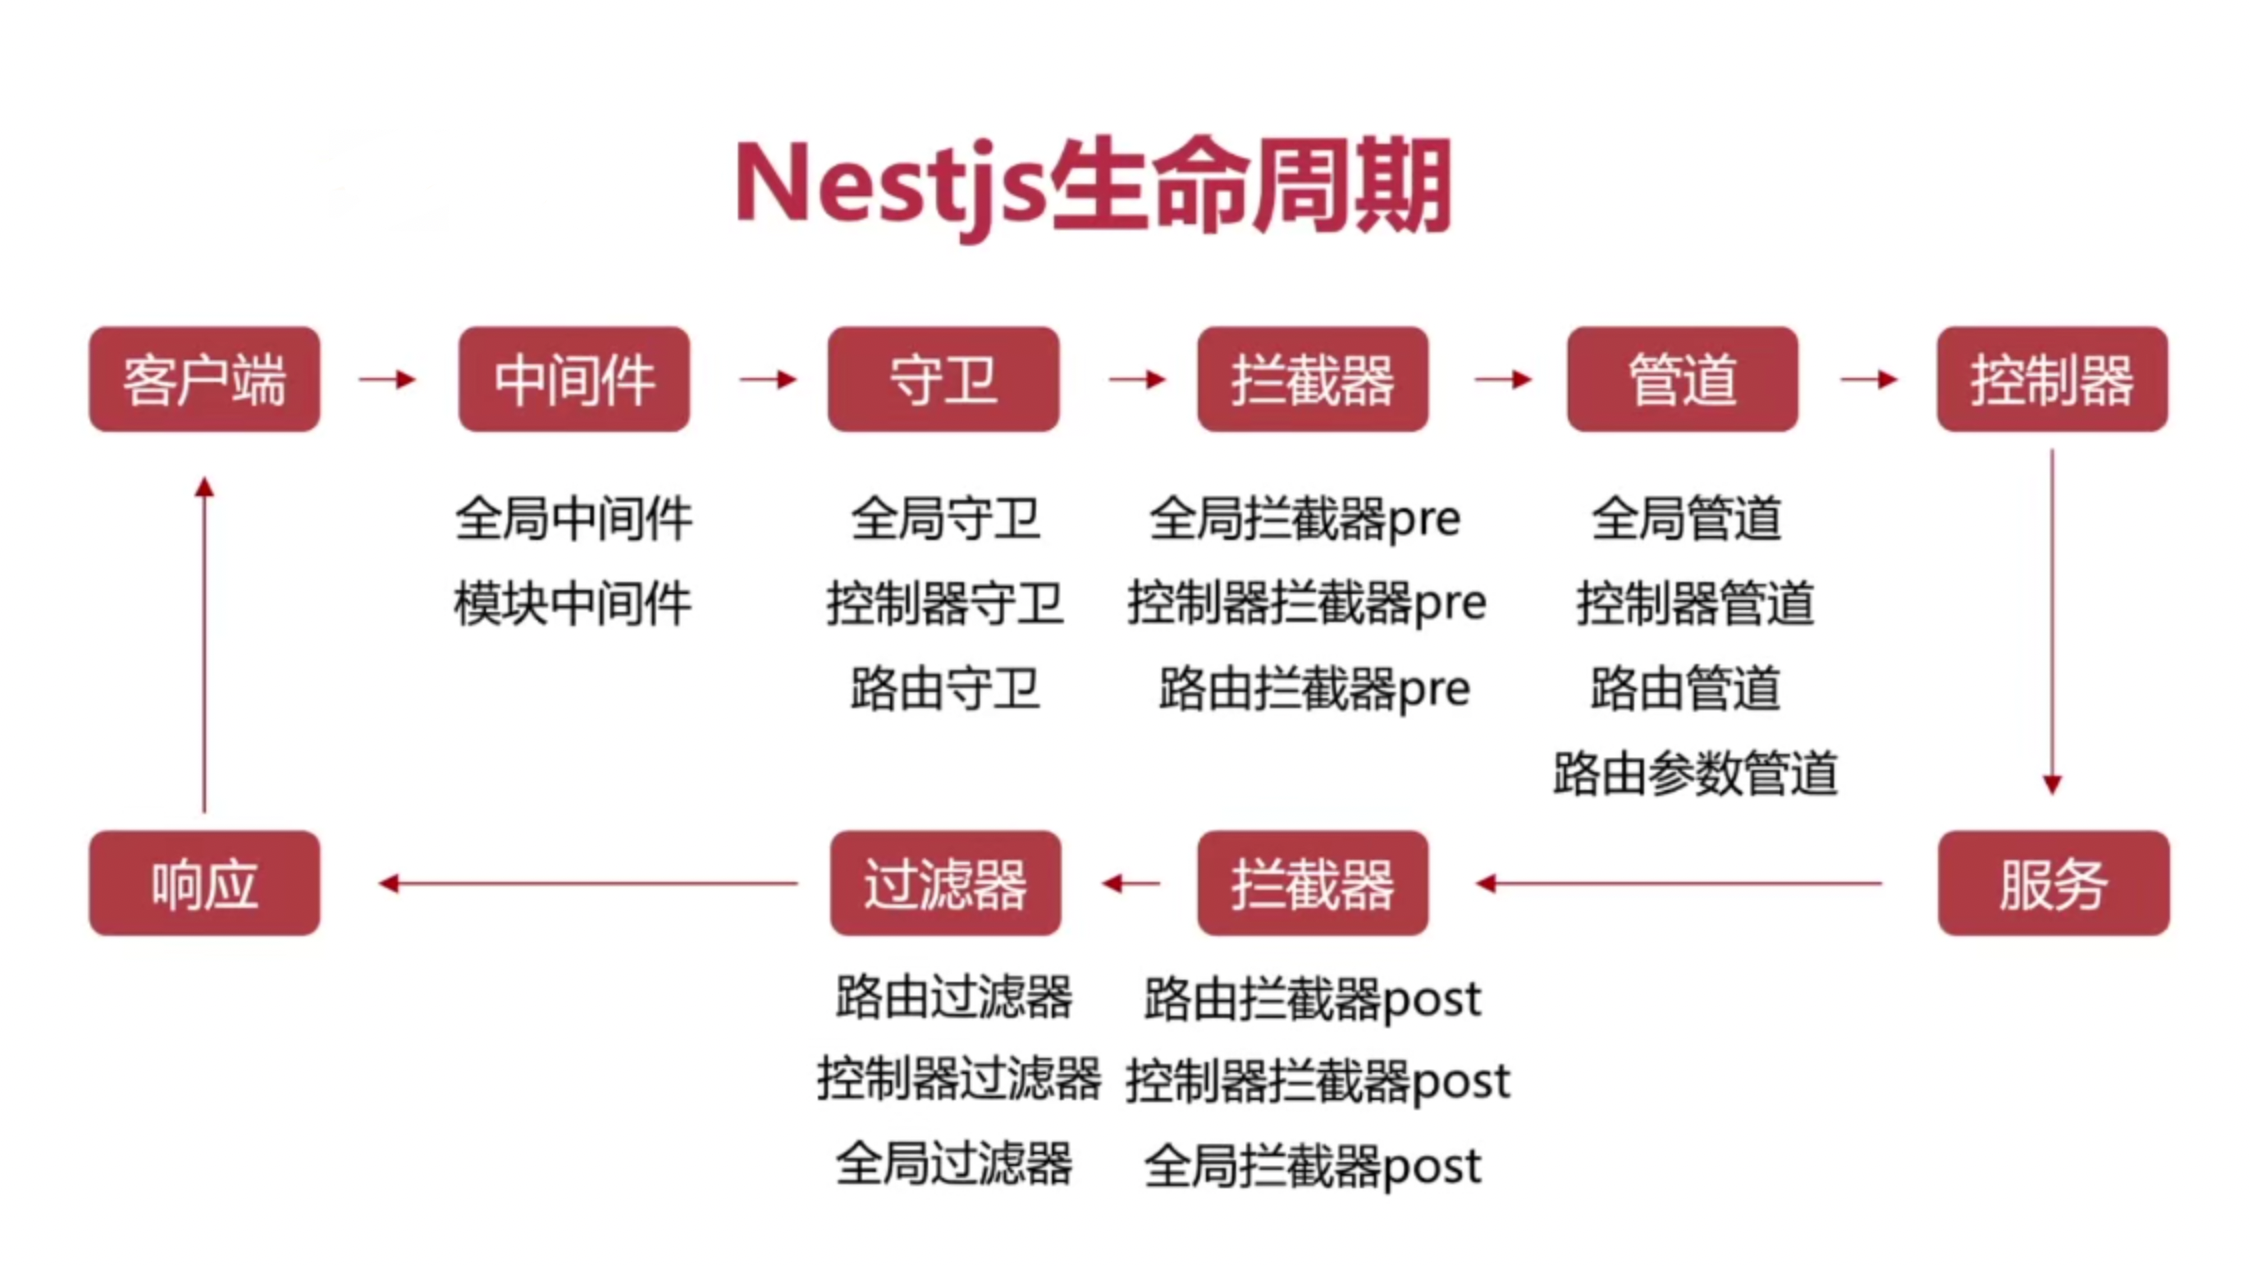 Nestjs生命周期
客户端
中间件
守卫
拦截器
管道
控制器
全局中间件
模块中间件
全局守卫
控制器守卫
路由守卫
全局拦截器pre
控制器拦截器pre
路由拦截器pre
全局管道
控制器管道
路由管道
路由参数管道
响应
过滤器
拦截器
服务
路由过滤器
控制器过滤器
全局过滤器
路由拦截器post
控制器拦截器post
全局拦截器post